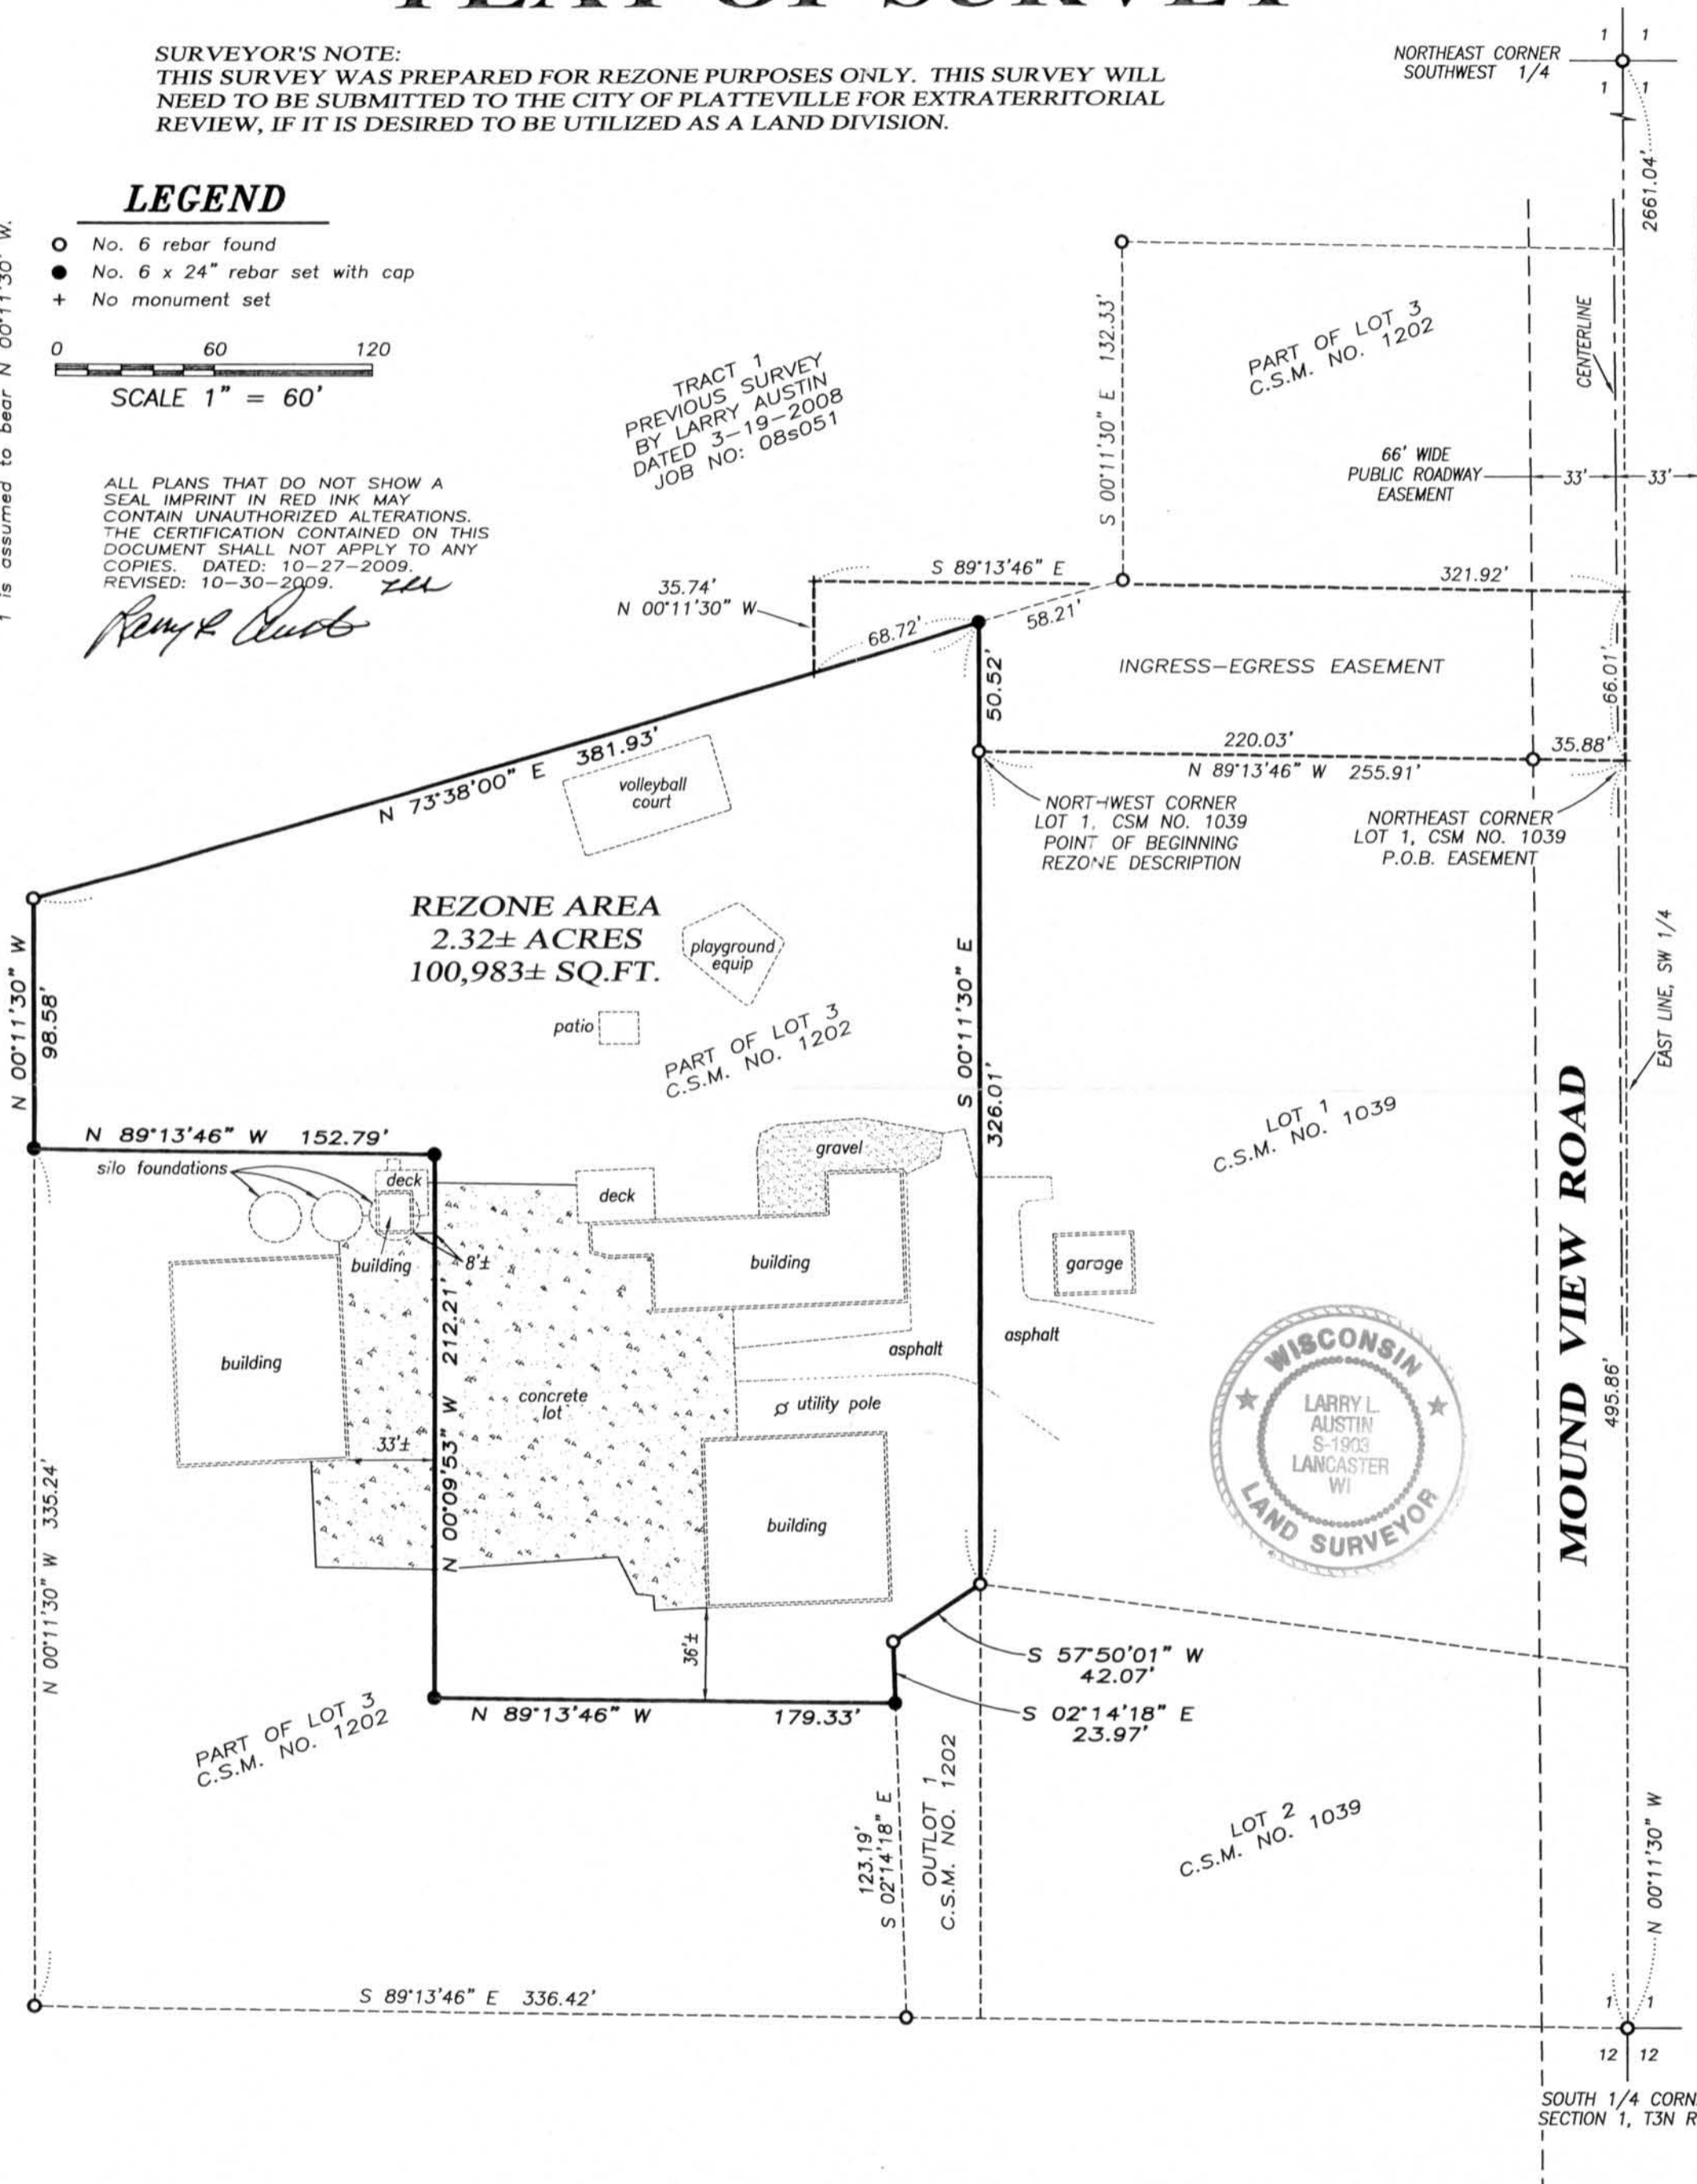 PLAT OF SURVEY
SURVEYOR'S NOTE:
THIS SURVEY WAS PREPARED FOR REZONE PURPOSES ONLY. THIS SURVEY WILL
NEED TO BE SUBMITTED TO THE CITY OF PLATTEVILLE FOR EXTRATERRITORIAL
REVIEW, IF IT IS DESIRED TO BE UTILIZED AS A LAND DIVISION.
NORTHEAST CORNER
SOUTHWEST 1/4
1 1
1 1
2661.04'
LEGEND
No. 6 rebar found
No. 6 x 24" rebar set with cap
+ No monument set
0 60 120
SCALE 1" = 60'
1 is assumed to bear N 00°11'30" W.
ALL PLANS THAT DO NOT SHOW A
SEAL IMPRINT IN RED INK MAY
CONTAIN UNAUTHORIZED ALTERATIONS.
THE CERTIFICATION CONTAINED ON THIS
DOCUMENT SHALL NOT APPLY TO ANY
COPIES. DATED: 10-27-2009.
REVISED: 10-30-2009.
TRACT 1
PREVIOUS SURVEY
BY LARRY AUSTIN
DATED 3-19-2008
JOB NO: 08s051
S 00°11'30" E 132.33'
PART OF LOT 3
C.S.M. NO. 1202
CENTERLINE
66' WIDE
PUBLIC ROADWAY
EASEMENT
33'
33'
35.74'
N 00°11'30" W
S 89°13'46" E
321.92'
68.72'
58.21'
50.52'
INGRESS-EGRESS EASEMENT
66.01'
220.03'
35.88'
N 89°13'46" W 255.91'
N 73°38'00" E 381.93'
volleyball
court
NORTHWEST CORNER
LOT 1, CSM NO. 1039
POINT OF BEGINNING
REZONE DESCRIPTION
NORTHEAST CORNER
LOT 1, CSM NO. 1039
P.O.B. EASEMENT
REZONE AREA
2.32± ACRES
100,983± SQ.FT.
playground
equip
patio
PART OF LOT 3
C.S.M. NO. 1202
N 00°11'30" W
98.58'
S 00°11'30" E
326.01'
EAST LINE, SW 1/4
LOT 1
C.S.M. NO. 1039
MOUND VIEW ROAD
N 89°13'46" W 152.79'
silo foundations
deck
deck
gravel
building
8'±
building
garage
building
asphalt
asphalt
concrete
lot
utility pole
33'±
N 00°09'53" W 212.21'
building
WISCONSIN
LARRY L.
AUSTIN
S-1903
LANCASTER
WI
LAND SURVEYOR
495.86'
N 00°11'30" W 335.24'
36'±
S 57°50'01" W
42.07'
S 02°14'18" E
23.97'
N 89°13'46" W 179.33'
PART OF LOT 3
C.S.M. NO. 1202
123.19'
S 02°14'18" E
OUTLOT 1
C.S.M. NO. 1202
LOT 2
C.S.M. NO. 1039
N 00°11'30" W
S 89°13'46" E 336.42'
1 1
12 12
SOUTH 1/4 CORN
SECTION 1, T3N R